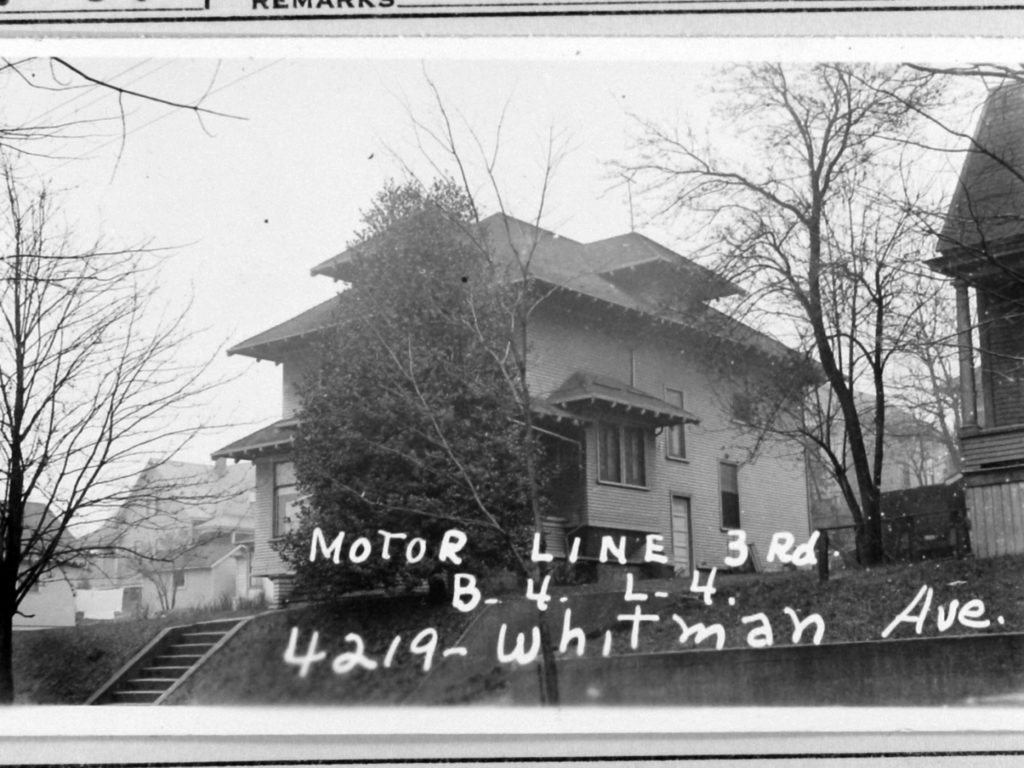 REMARKS
MOTOR LINE 3Rd.
B-4. L-4.
4219- Whitman Ave.